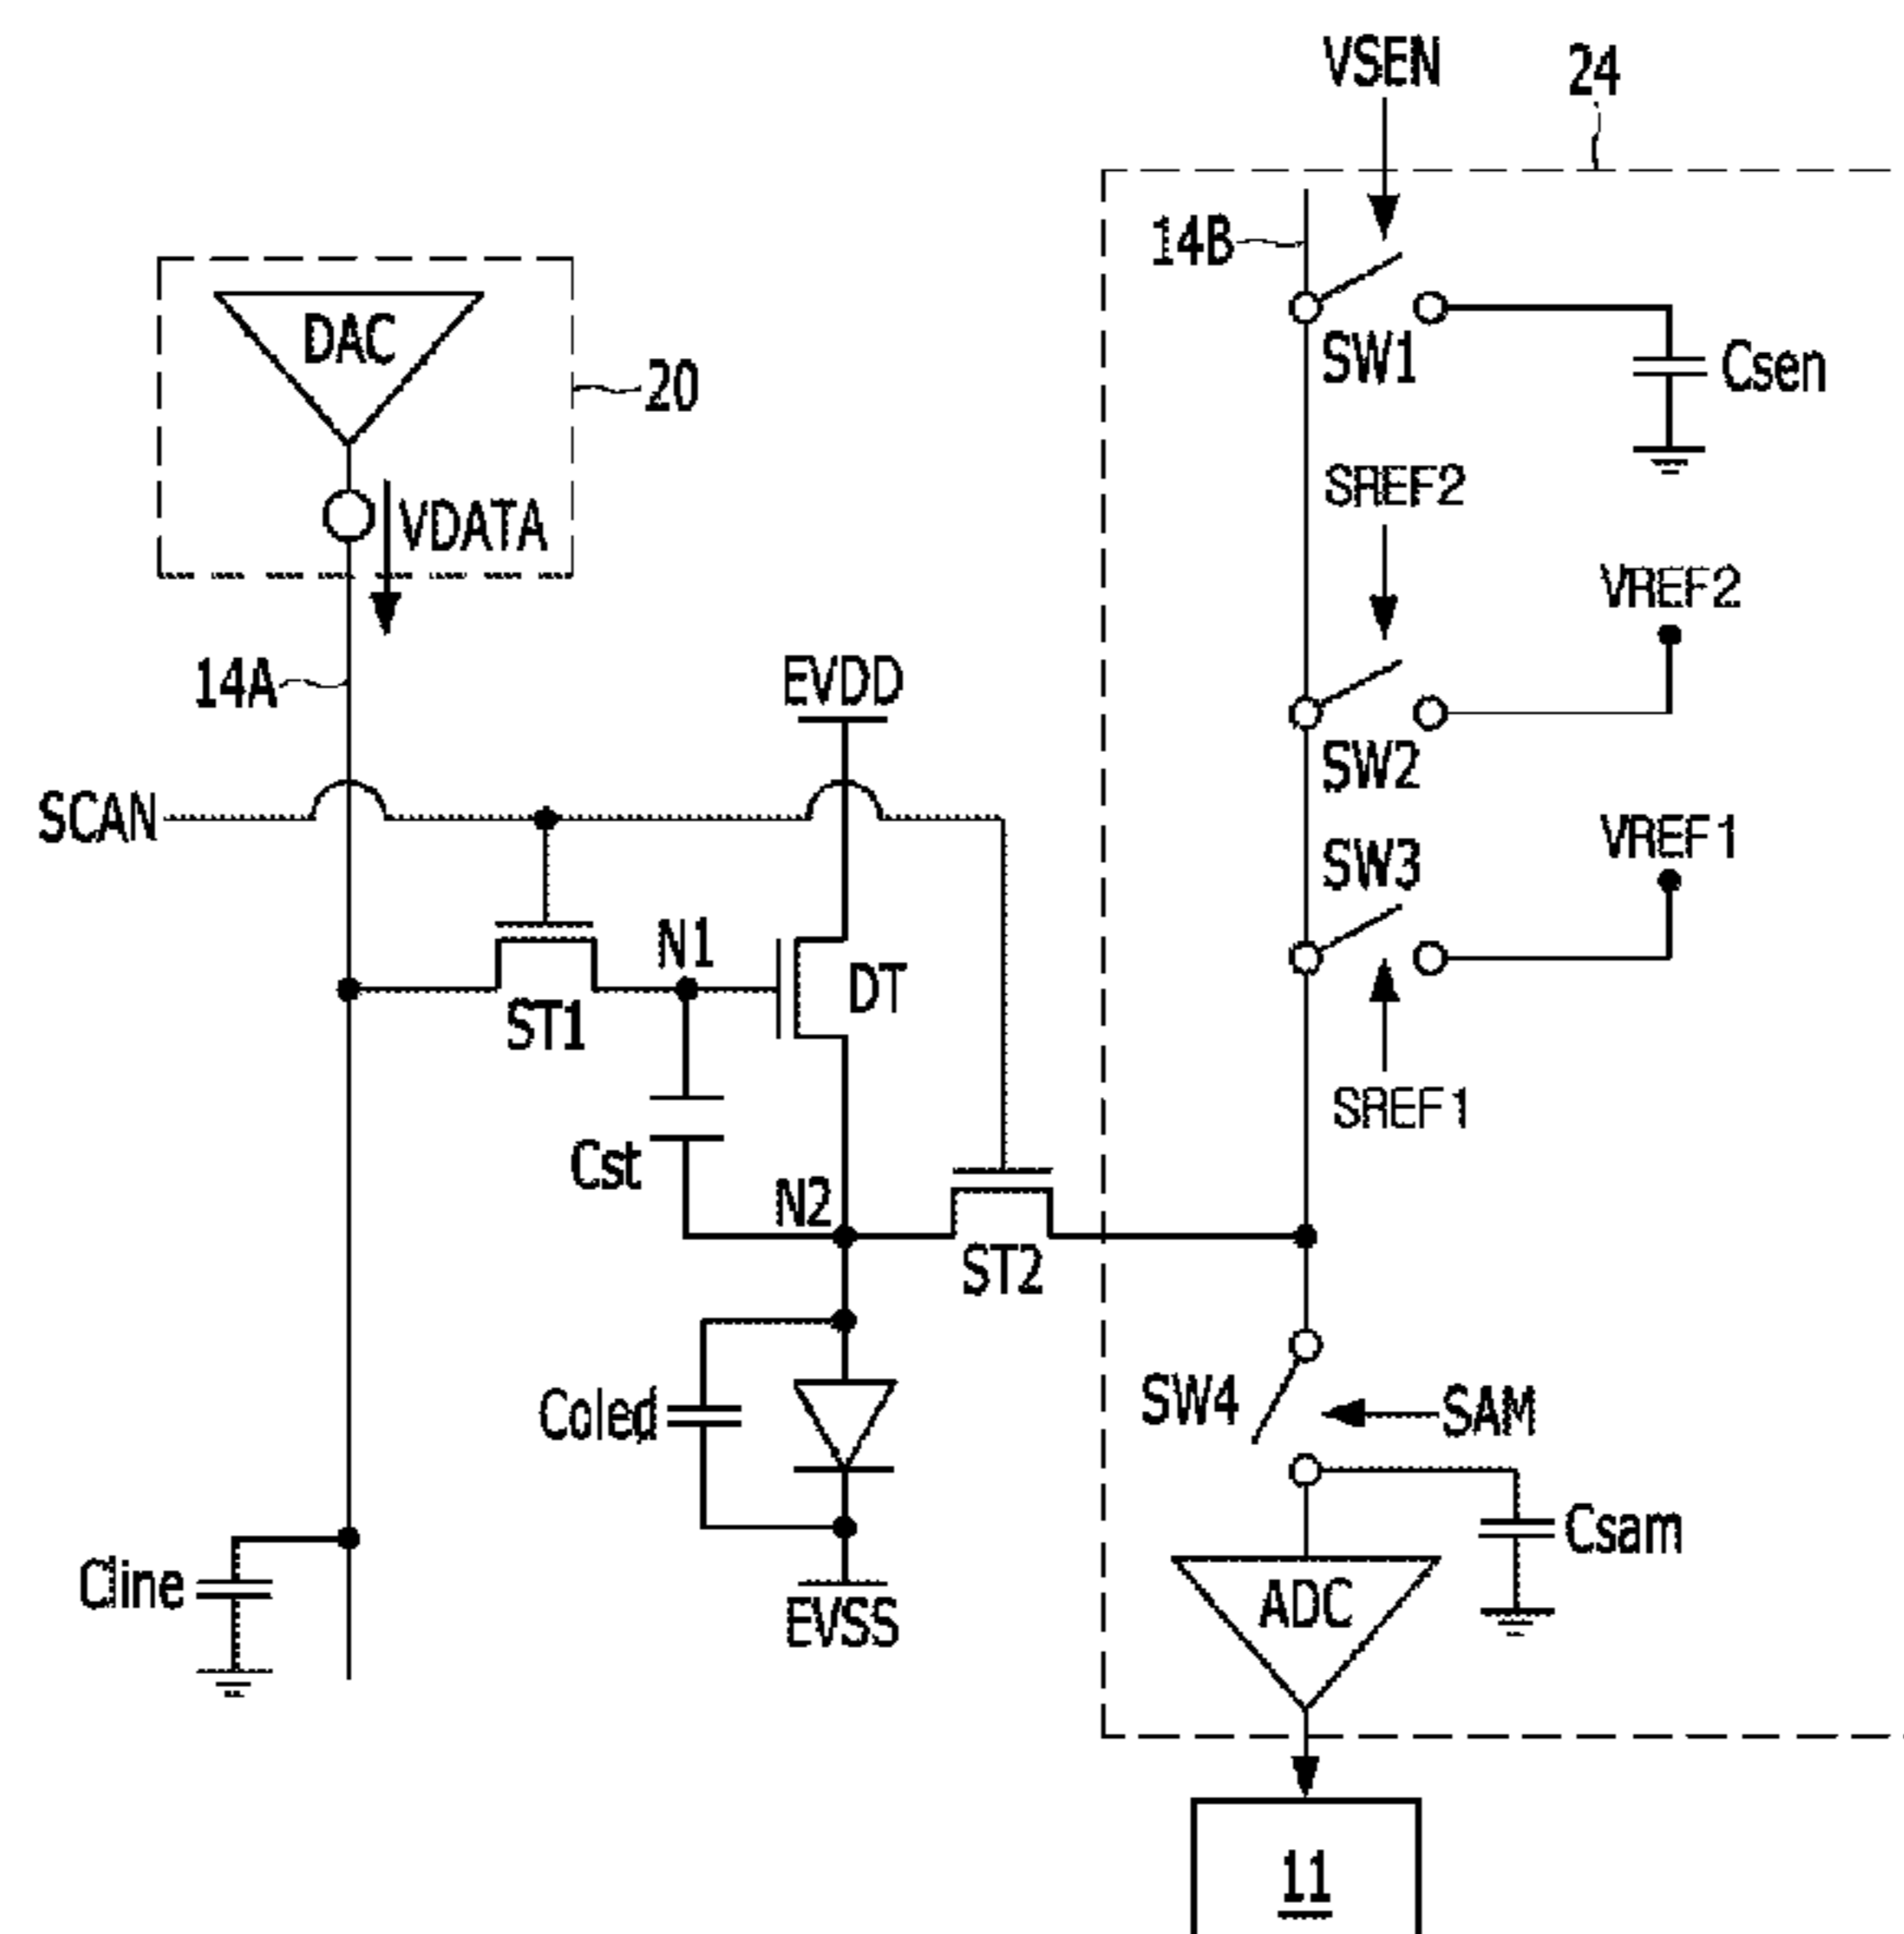 VSEN
24
14B
DAC
SW1
Csen
20
SREF2
VDATA
VREF2
14A
EVDD
SW2
SCAN
VREF1
SW3
N1
DT
ST1
SREF1
Cst
N2
ST2
Coled
SW4
SAM
Csam
Cline
ADC
EVSS
11